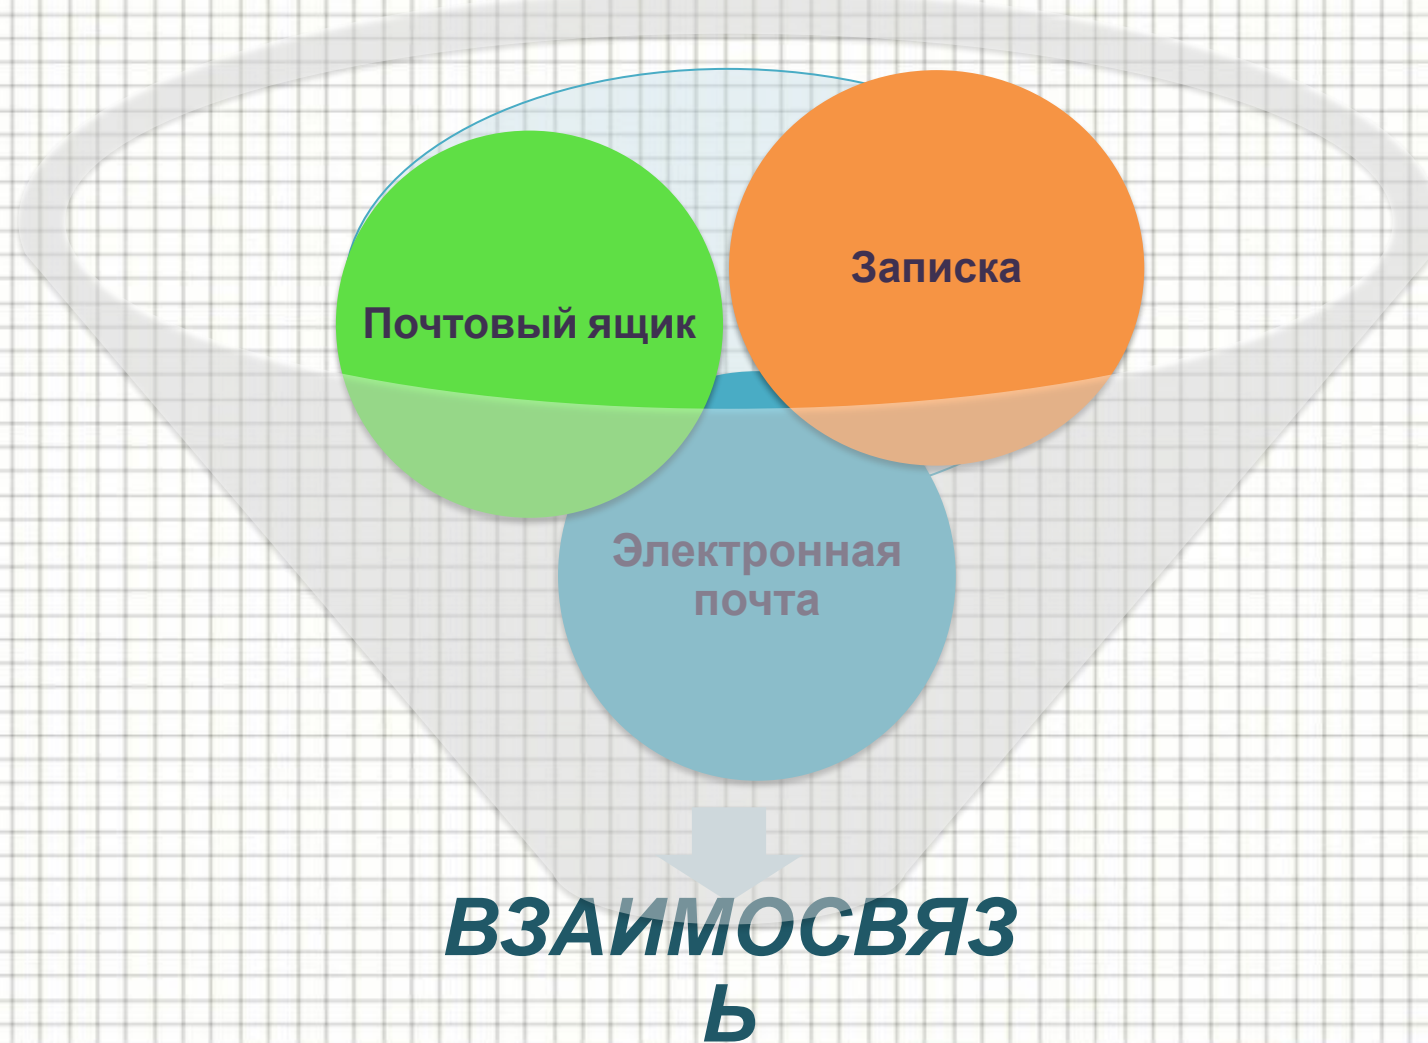 Записка
Почтовый ящик
Электронная
почта
ВЗАИМОСВЯЗ
Ь